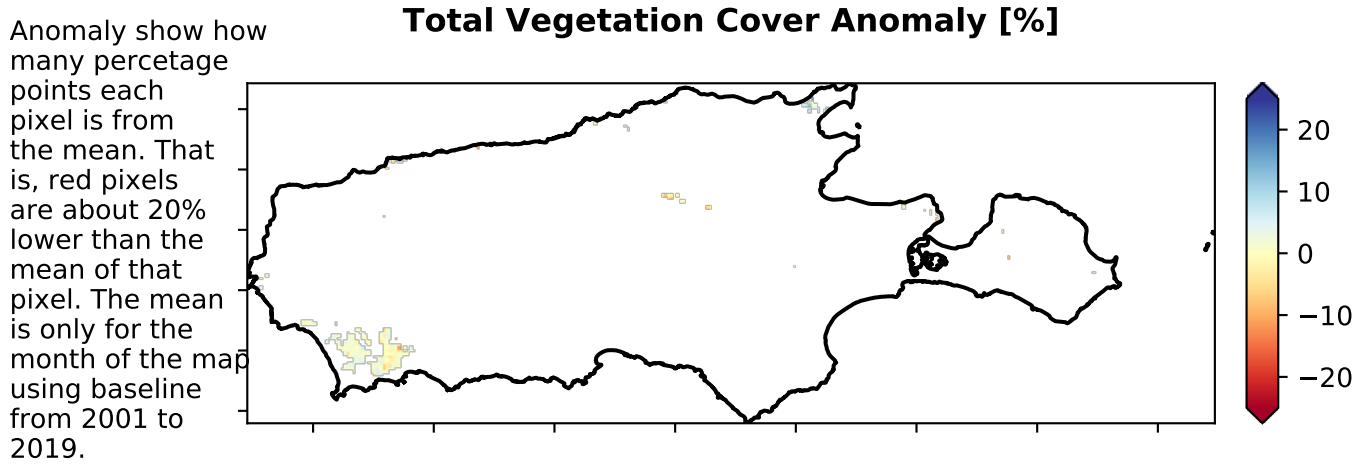 Total Vegetation Cover Anomaly [%]
Anomaly show how
many percetage
points each
pixel is from
the mean. That
is, red pixels
are about 20%
lower than the
mean of that
pixel. The mean
is only for the
month of the map
using baseline
from 2001 to
2019.
20
10
0
−10
−20